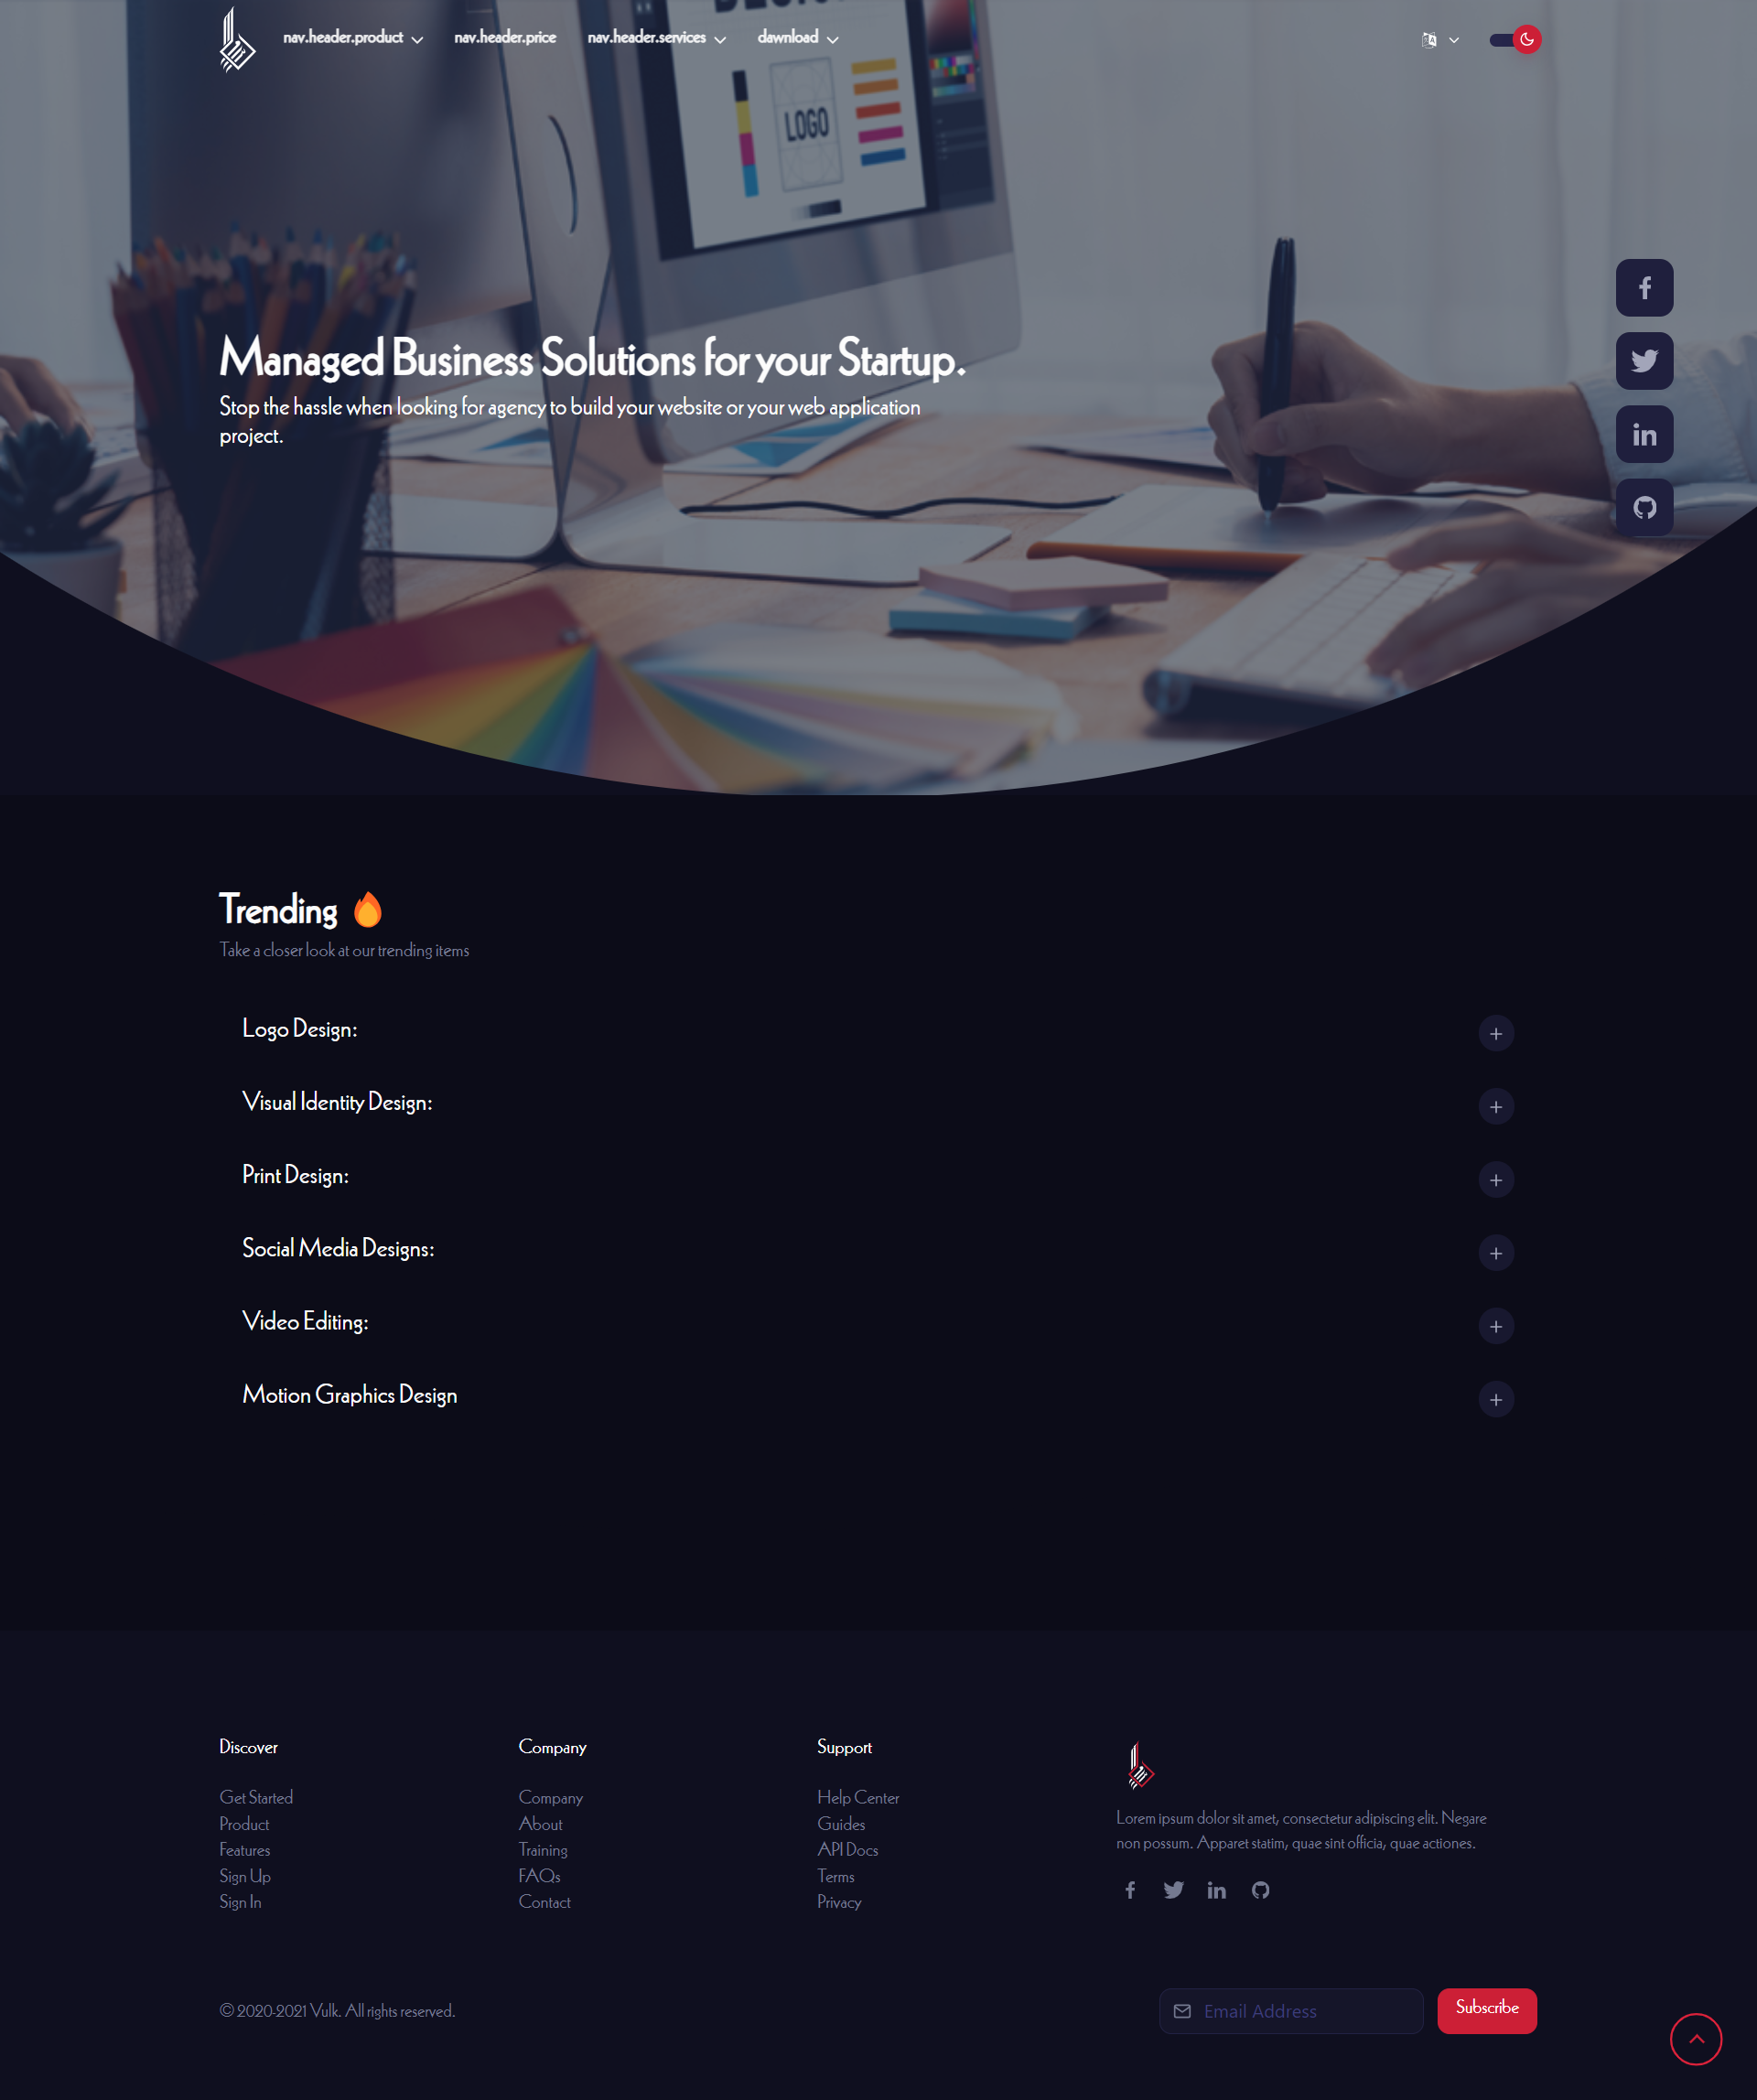 nav.header.product
nav.header.price
nav.header.services
dawnload
LOGO
Managed Business Solutions for your Startup.
Stop the hassle when looking for agency to build your website or your web application
project.
Trending
Take a closer look at our trending items
Logo Design:
Visual Identity Design:
Print Design:
Social Media Designs:
Video Editing:
Motion Graphics Design
Discover
Get Started
Product
Features
Sign Up
Sign In
Company
Company
About
Training
FAQs
Contact
Support
Help Center
Guides
API Docs
Terms
Privacy
Lorem ipsum dolor sit amet, consectetur adipiscing elit. Negare
non possum. Apparet statim, quae sint officia, quae actiones.
© 2020-2021 Vulk. All rights reserved.
Email Address
Subscribe